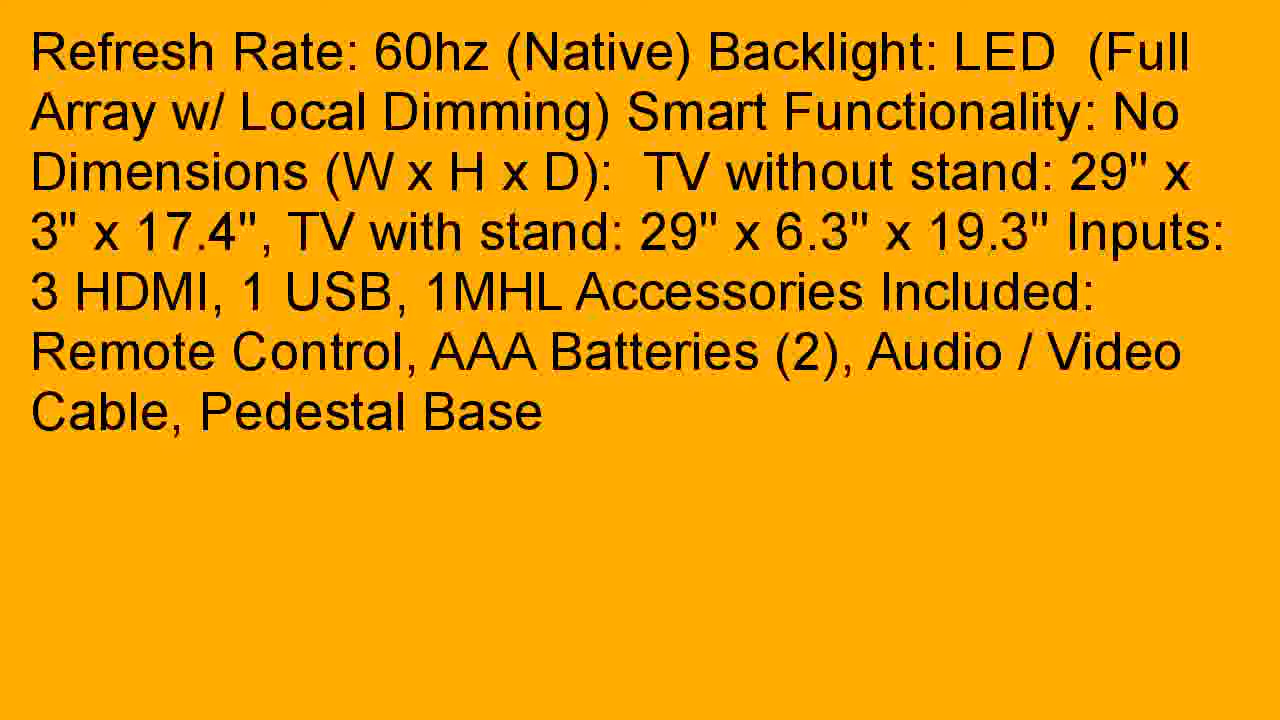 Refresh Rate: 60hz (Native) Backlight: LED  (Full
Array w/ Local Dimming) Smart Functionality: No
Dimensions (W x H x D):  TV without stand: 29" x
3" x 17.4", TV with stand: 29" x 6.3" x 19.3" Inputs:
3 HDMI, 1 USB, 1MHL Accessories Included:
Remote Control, AAA Batteries (2), Audio / Video
Cable, Pedestal Base